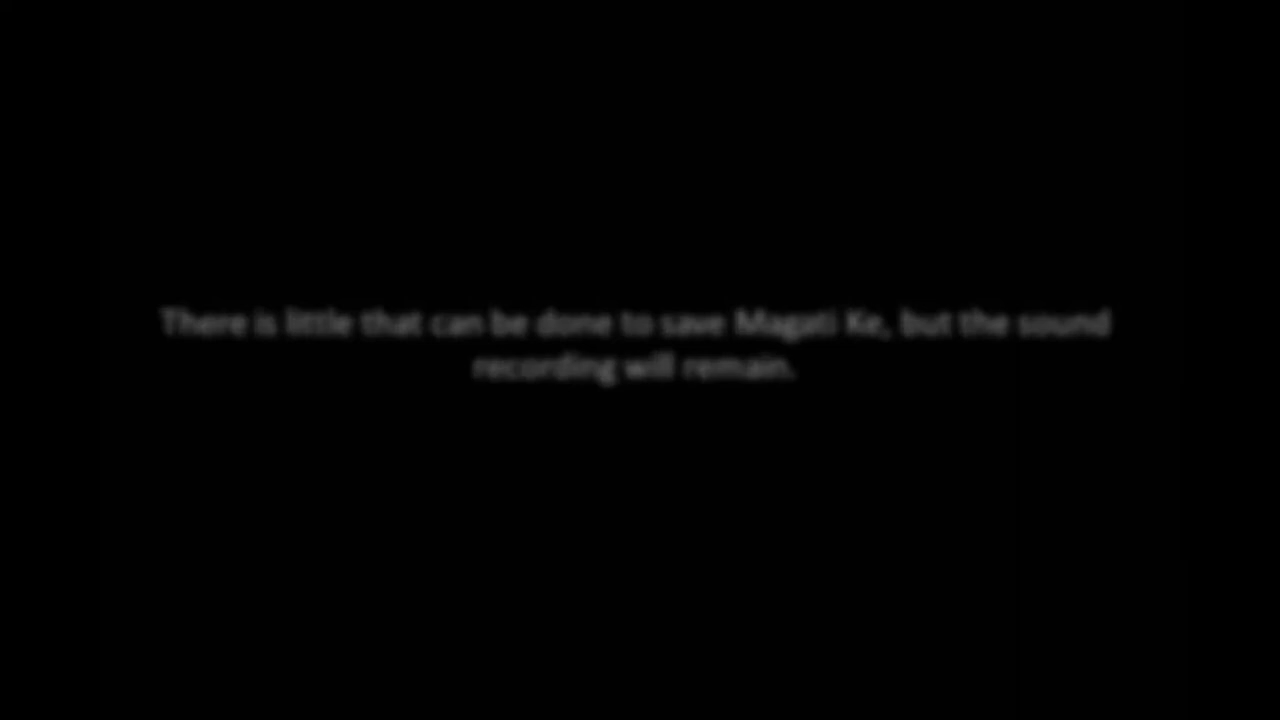 There is little that can be done to save Magati Ke, but the sound
recording will remain.